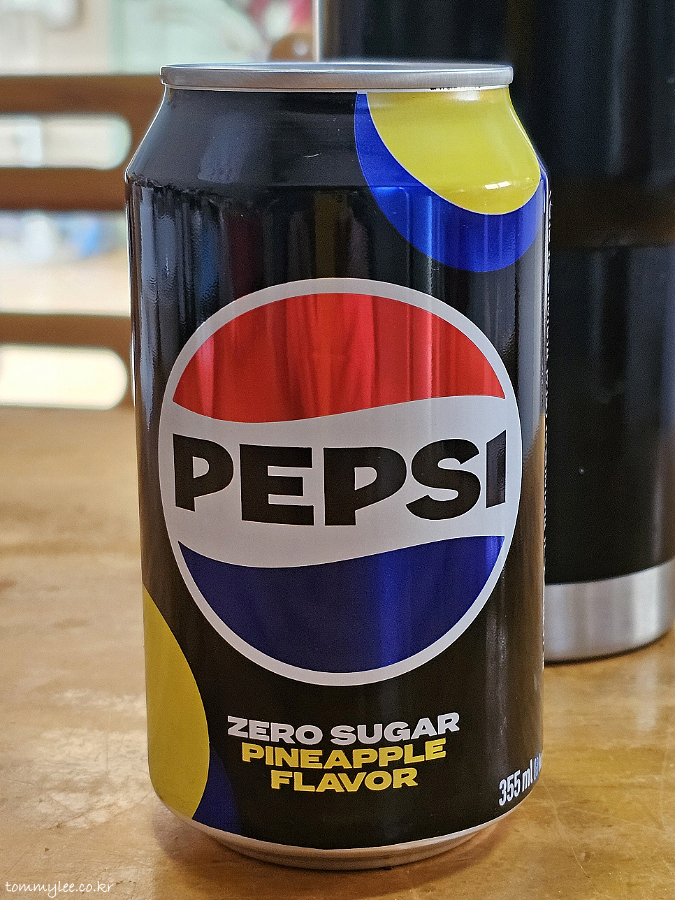 PEPSI
ZERO SUGAR
PINEAPPLE
FLAVOR
355 ml
tommylee.co.kr